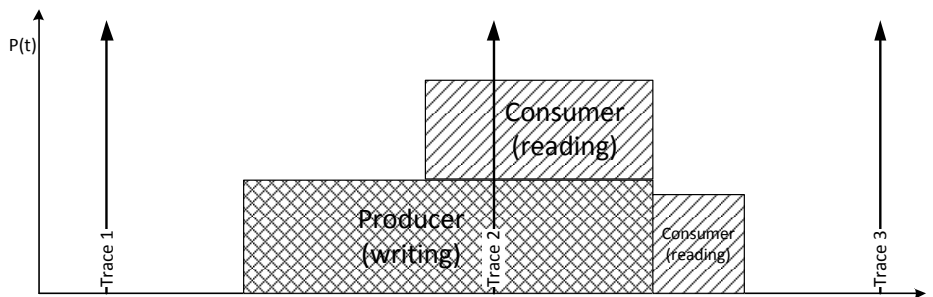 P(t)
Consumer
(reading)
Producer
(writing)
Consumer
(reading)
Trace 1
Trace 2
Trace 3